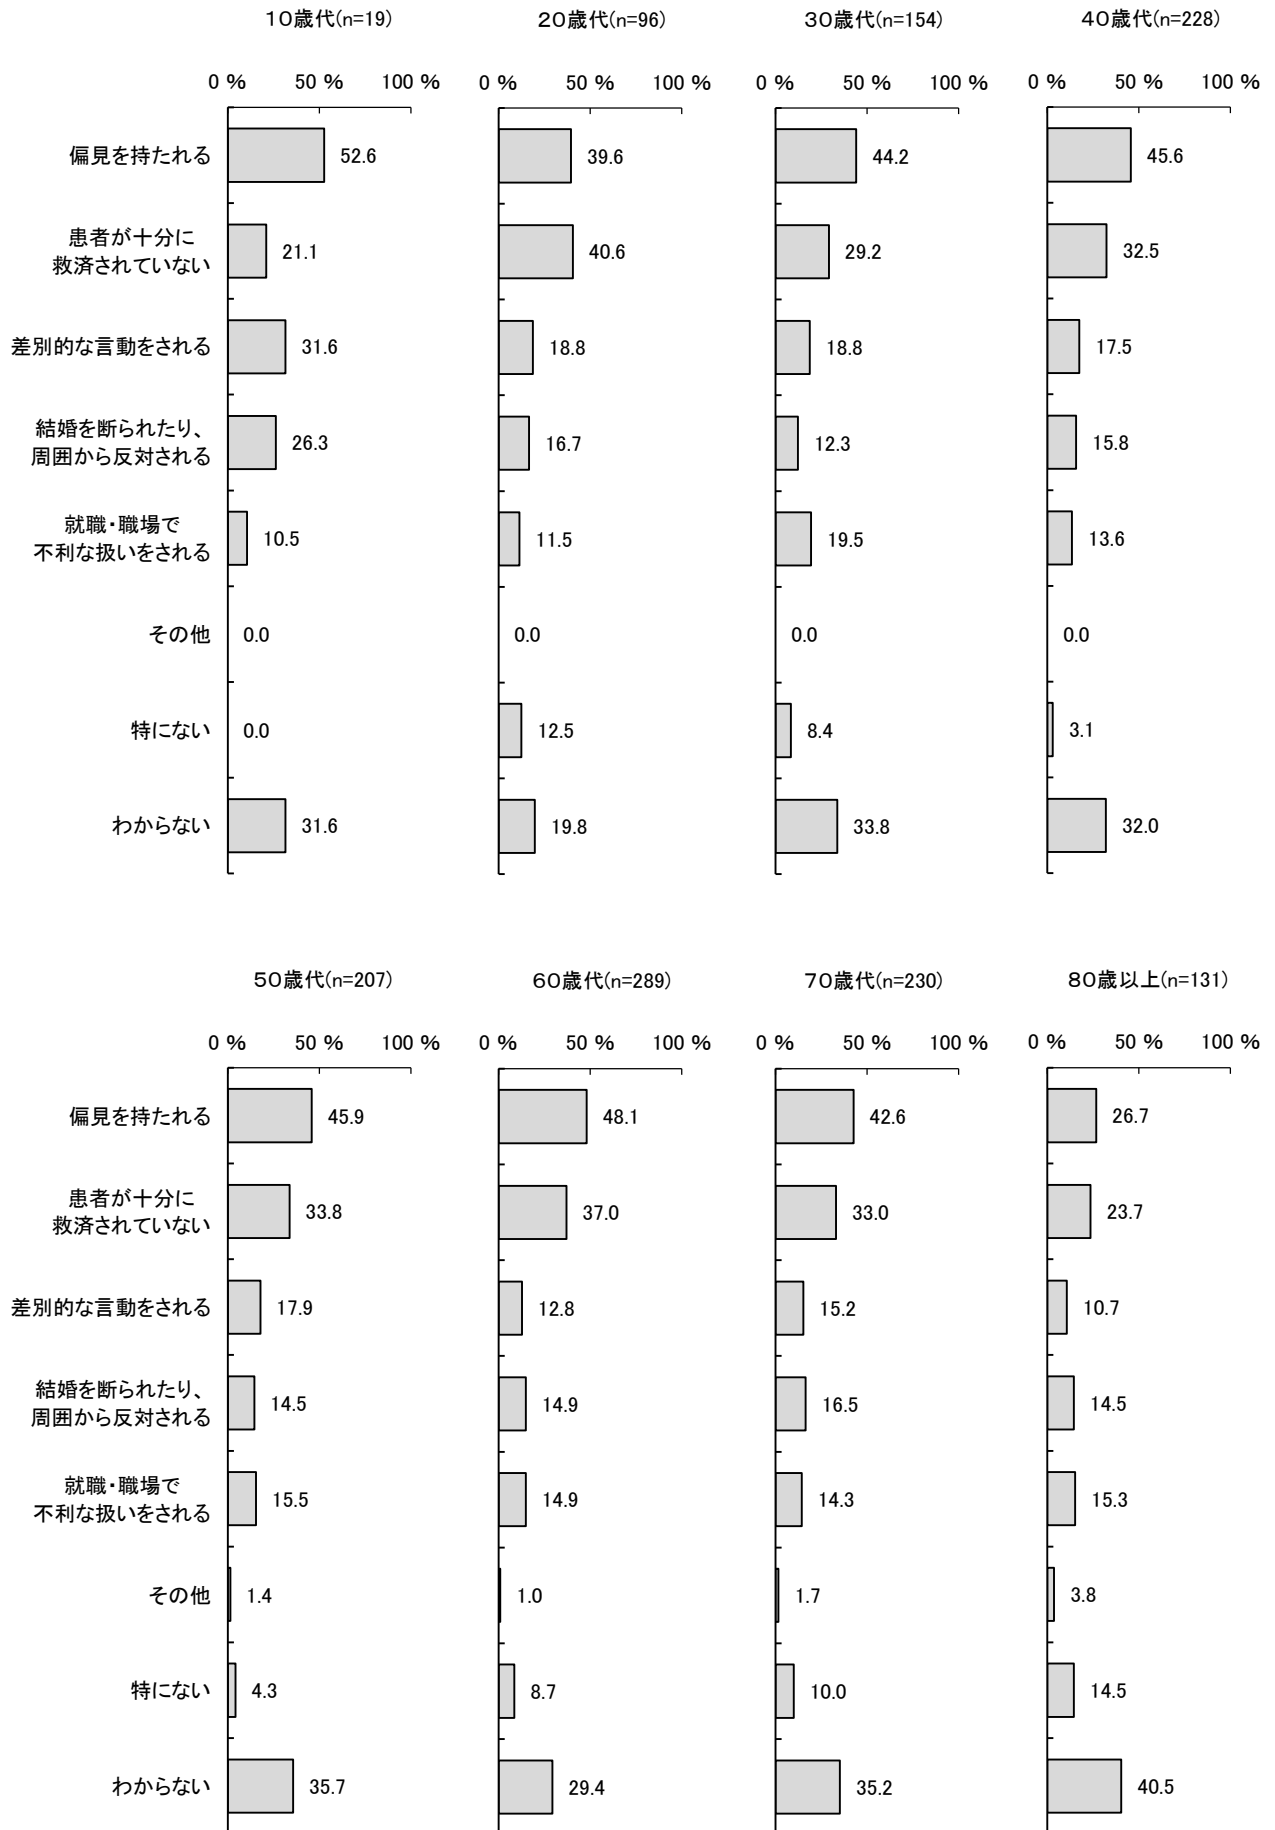 10歳代(n=19) 20歳代(n=96) 30歳代(n=154) 40歳代(n=228)
0 % 50 % 100 % 0 % 50 % 100 % 0 % 50 % 100 % 0 % 50 % 100 %
偏見を持たれる 52.6 39.6 44.2 45.6
患者が十分に
救済されていない 21.1 40.6 29.2 32.5
差別的な言動をされる 31.6 18.8 18.8 17.5
結婚を断られたり、
周囲から反対される 26.3 16.7 12.3 15.8
就職・職場で
不利な扱いをされる 10.5 11.5 19.5 13.6
その他 0.0 0.0 0.0 0.0
特にない 0.0 12.5 8.4 3.1
わからない 31.6 19.8 33.8 32.0
50歳代(n=207) 60歳代(n=289) 70歳代(n=230) 80歳以上(n=131)
0 % 50 % 100 % 0 % 50 % 100 % 0 % 50 % 100 % 0 % 50 % 100 %
偏見を持たれる 45.9 48.1 42.6 26.7
患者が十分に
救済されていない 33.8 37.0 33.0 23.7
差別的な言動をされる 17.9 12.8 15.2 10.7
結婚を断られたり、
周囲から反対される 14.5 14.9 16.5 14.5
就職・職場で
不利な扱いをされる 15.5 14.9 14.3 15.3
その他 1.4 1.0 1.7 3.8
特にない 4.3 8.7 10.0 14.5
わからない 35.7 29.4 35.2 40.5